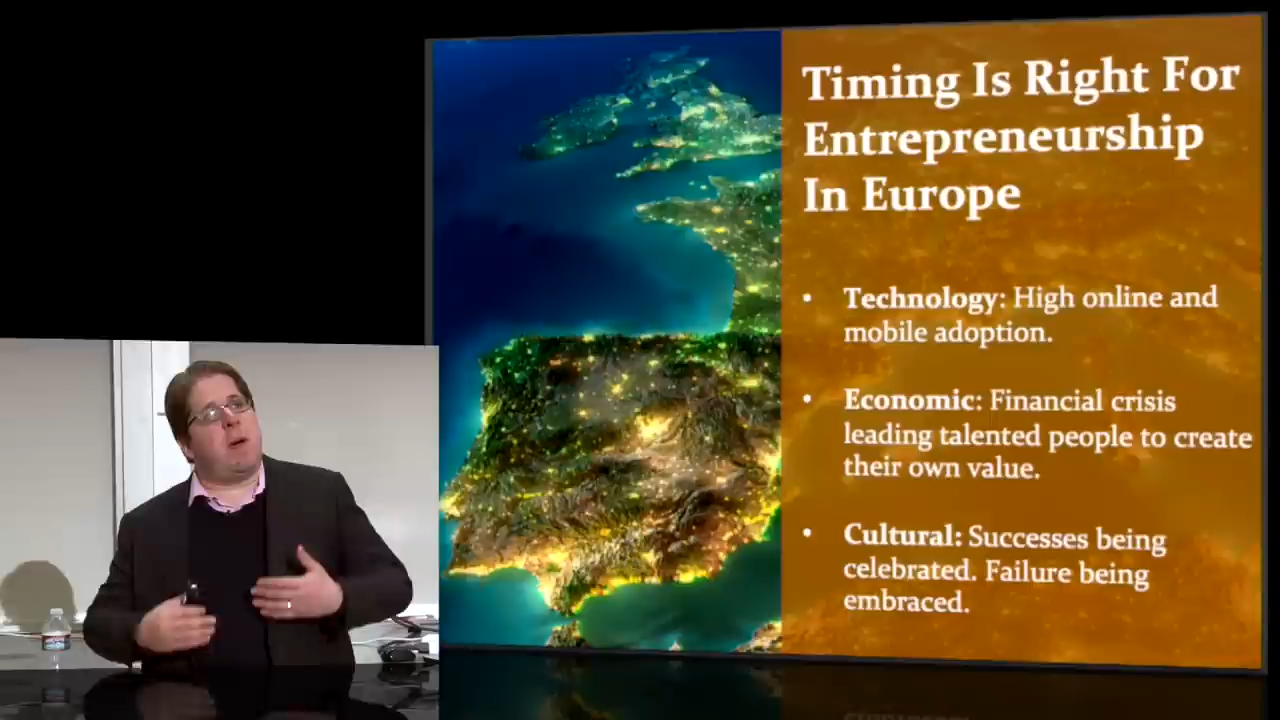 Timing Is Right For
Entrepreneurship
In Europe
• Technology: High online and
mobile adoption.
• Economic: Financial crisis
leading talented people to create
their own value.
• Cultural: Successes being
celebrated. Failure being
embraced.